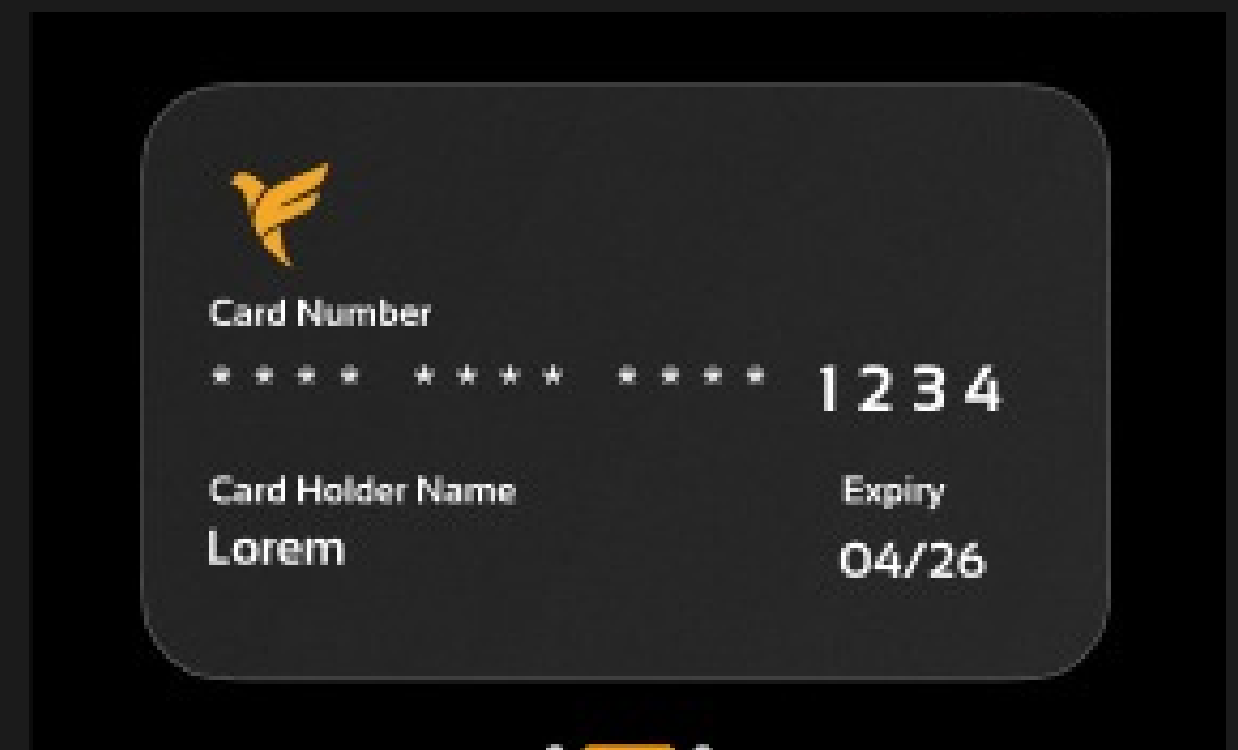 Card Number
**** **** **** 1234
Card Holder Name
Lorem
Expiry
04/26